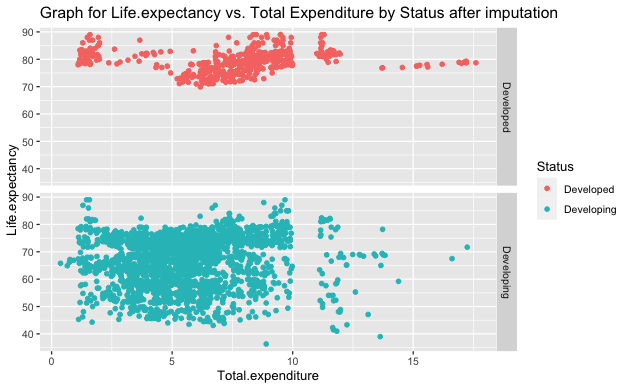 Graph for Life.expectancy vs. Total Expenditure by Status after imputation
Life.expectancy
90
80
70
60
50
40
Developed
90
80
70
60
50
40
Developing
0
5
10
15
Total.expenditure
Status
Developed
Developing